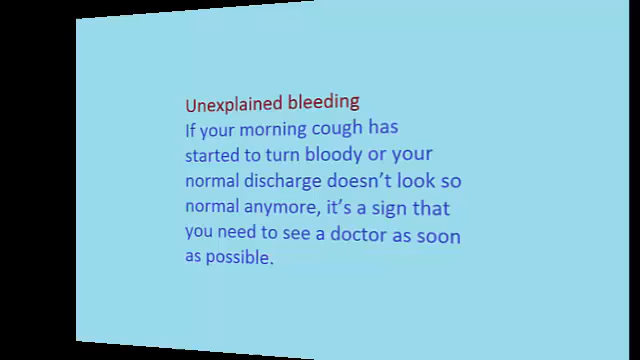 Unexplained bleeding
If your morning cough has
started to turn bloody or your
normal discharge doesn’t look so
normal anymore, it’s a sign that
you need to see a doctor as soon
as possible.